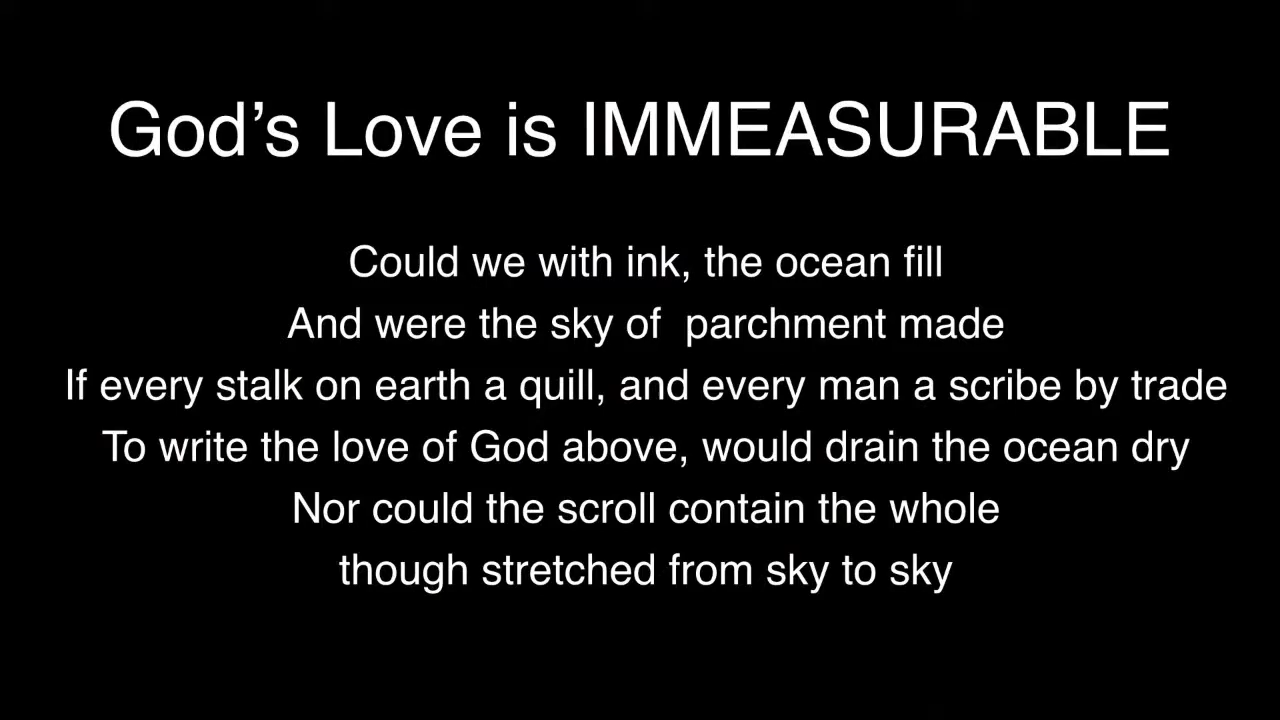 God’s Love is IMMEASURABLE
Could we with ink, the ocean fill
And were the sky of  parchment made
If every stalk on earth a quill, and every man a scribe by trade
To write the love of God above, would drain the ocean dry
Nor could the scroll contain the whole
though stretched from sky to sky